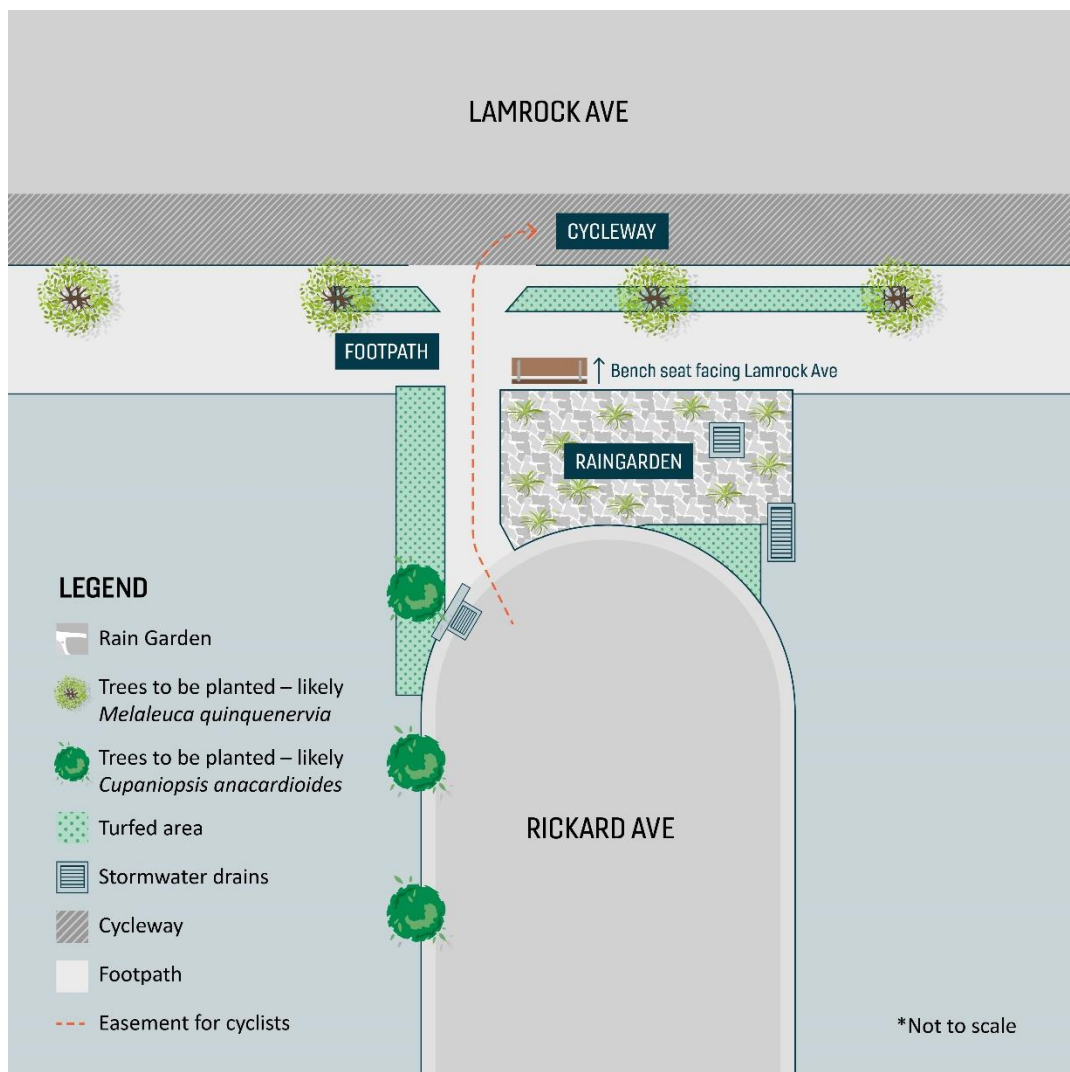 LAMROCK AVE
CYCLEWAY
FOOTPATH
Bench seat facing Lamrock Ave
RAINGARDEN
RICKARD AVE
LEGEND
Rain Garden
Trees to be planted – likely
Melaleuca quinquenervia
Trees to be planted – likely
Cupaniopsis anacardioides
Turfed area
Stormwater drains
Cycleway
Footpath
Easement for cyclists
*Not to scale